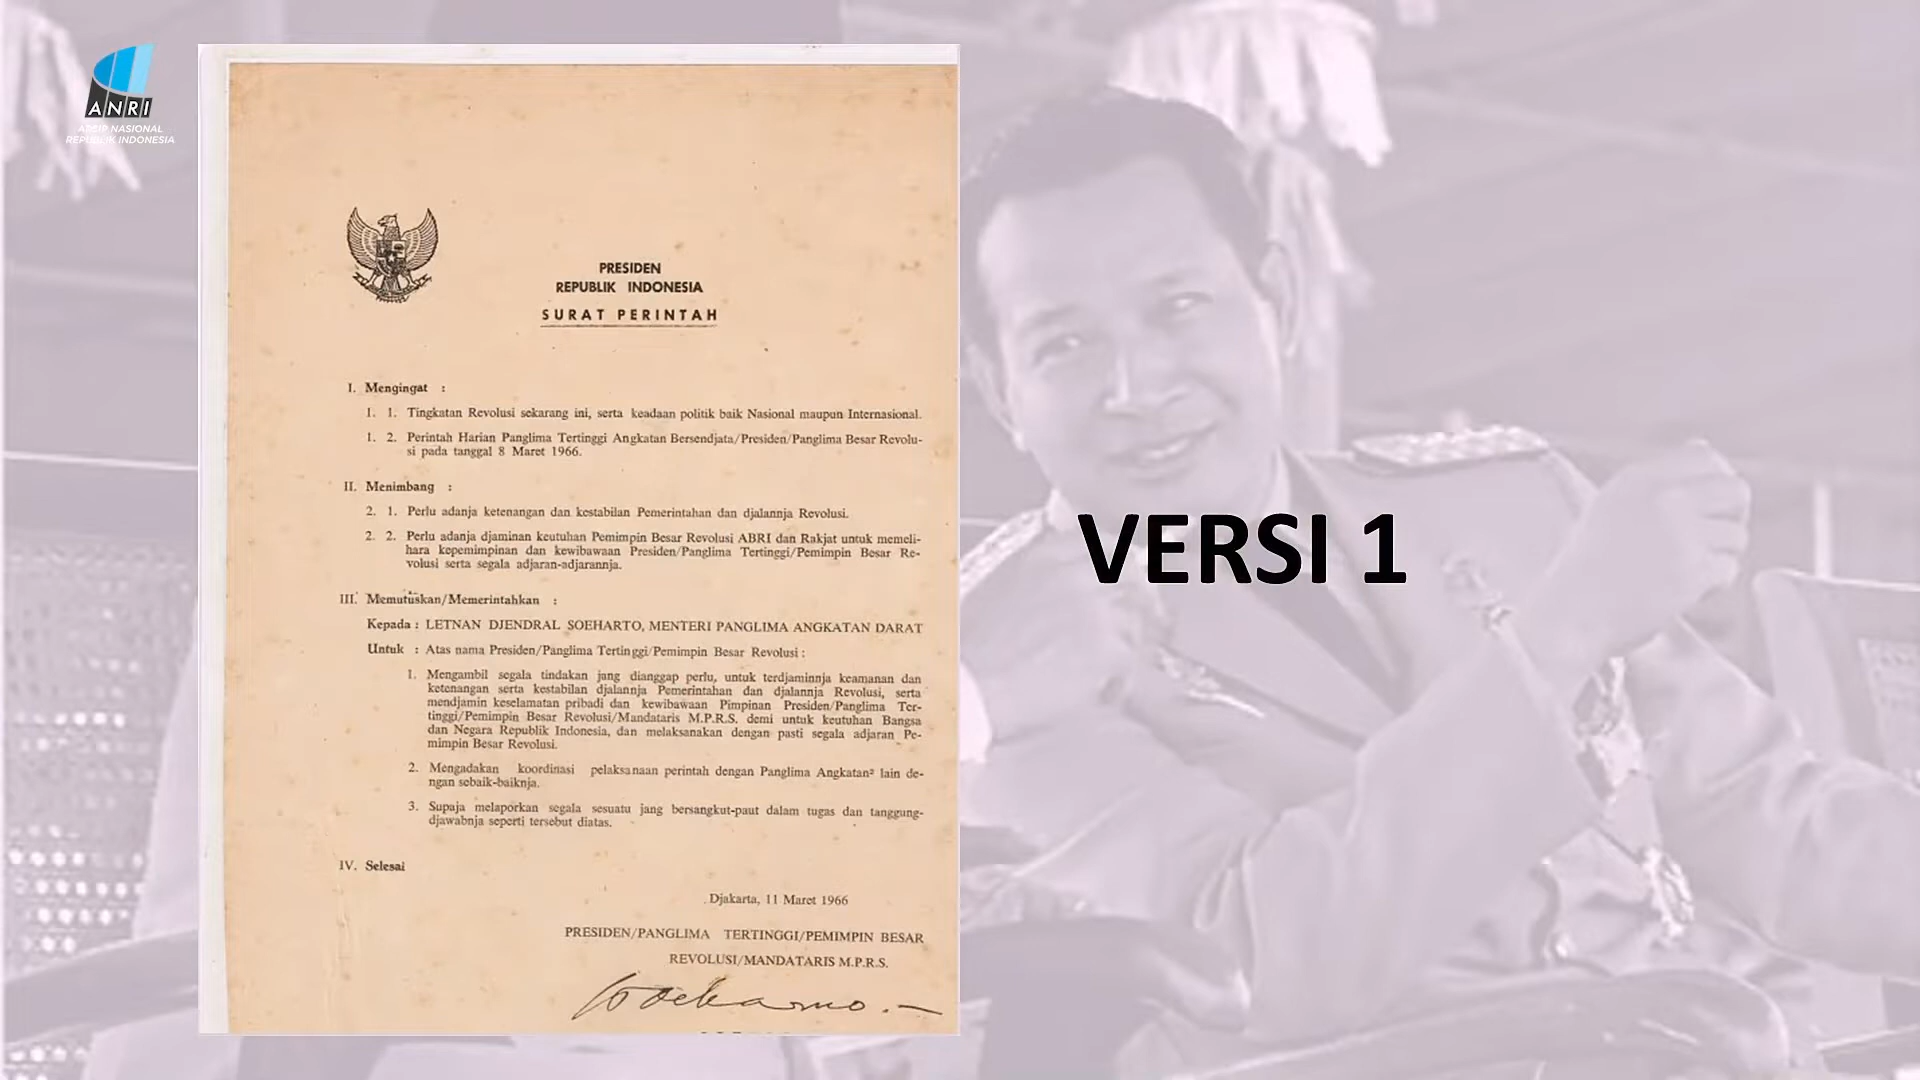 ANRI
ARSIP NASIONAL
REPUBLIK INDONESIA
PRESIDEN
REPUBLIK INDONESIA
SURAT PERINTAH
I. Mengingat :
1. 1. Tingkatan Revolusi sekarang ini, serta keadaan politik baik Nasional maupun Internasional.
1. 2. Perintah Harian Panglima Tertinggi Angkatan Bersendjata/Presiden/Panglima Besar Revolu-
si pada tanggal 8 Maret 1966.
II. Menimbang :
2. 1. Perlu adanja ketenangan dan kestabilan Pemerintahan dan djalannja Revolusi.
2. 2. Perlu adanja djaminan keutuhan Pemimpin Besar Revolusi ABRI dan Rakjat untuk memeli-
hara kepemimpinan dan kewibawaan Presiden/Panglima Tertinggi/Pemimpin Besar Re-
volusi serta segala adjaran-adjarannja.
III. Memutuskan/Memerintahkan :
Kepada : LETNAN DJENDRAL SOEHARTO, MENTERI PANGLIMA ANGKATAN DARAT
Untuk : Atas nama Presiden/Panglima Tertinggi/Pemimpin Besar Revolusi :
1. Mengambil segala tindakan jang dianggap perlu, untuk terdjaminnja keamanan dan
ketenangan serta kestabilan djalannja Pemerintahan dan djalannja Revolusi, serta
mendjamin keselamatan pribadi dan kewibawaan Pimpinan Presiden/Panglima Ter-
tinggi/Pemimpin Besar Revolusi/Mandataris M.P.R.S. demi untuk keutuhan Bangsa
dan Negara Republik Indonesia, dan melaksanakan dengan pasti segala adjaran Pe-
mimpin Besar Revolusi.
2. Mengadakan koordinasi pelaksanaan perintah dengan Panglima Angkatan² lain de-
ngan sebaik-baiknja.
3. Supaja melaporkan segala sesuatu jang bersangkut-paut dalam tugas dan tanggung-
djawabnja seperti tersebut diatas.
IV. Selesai
Djakarta, 11 Maret 1966
PRESIDEN/PANGLIMA TERTINGGI/PEMIMPIN BESAR
REVOLUSI/MANDATARIS M.P.R.S.
Soekarno.-
VERSI 1